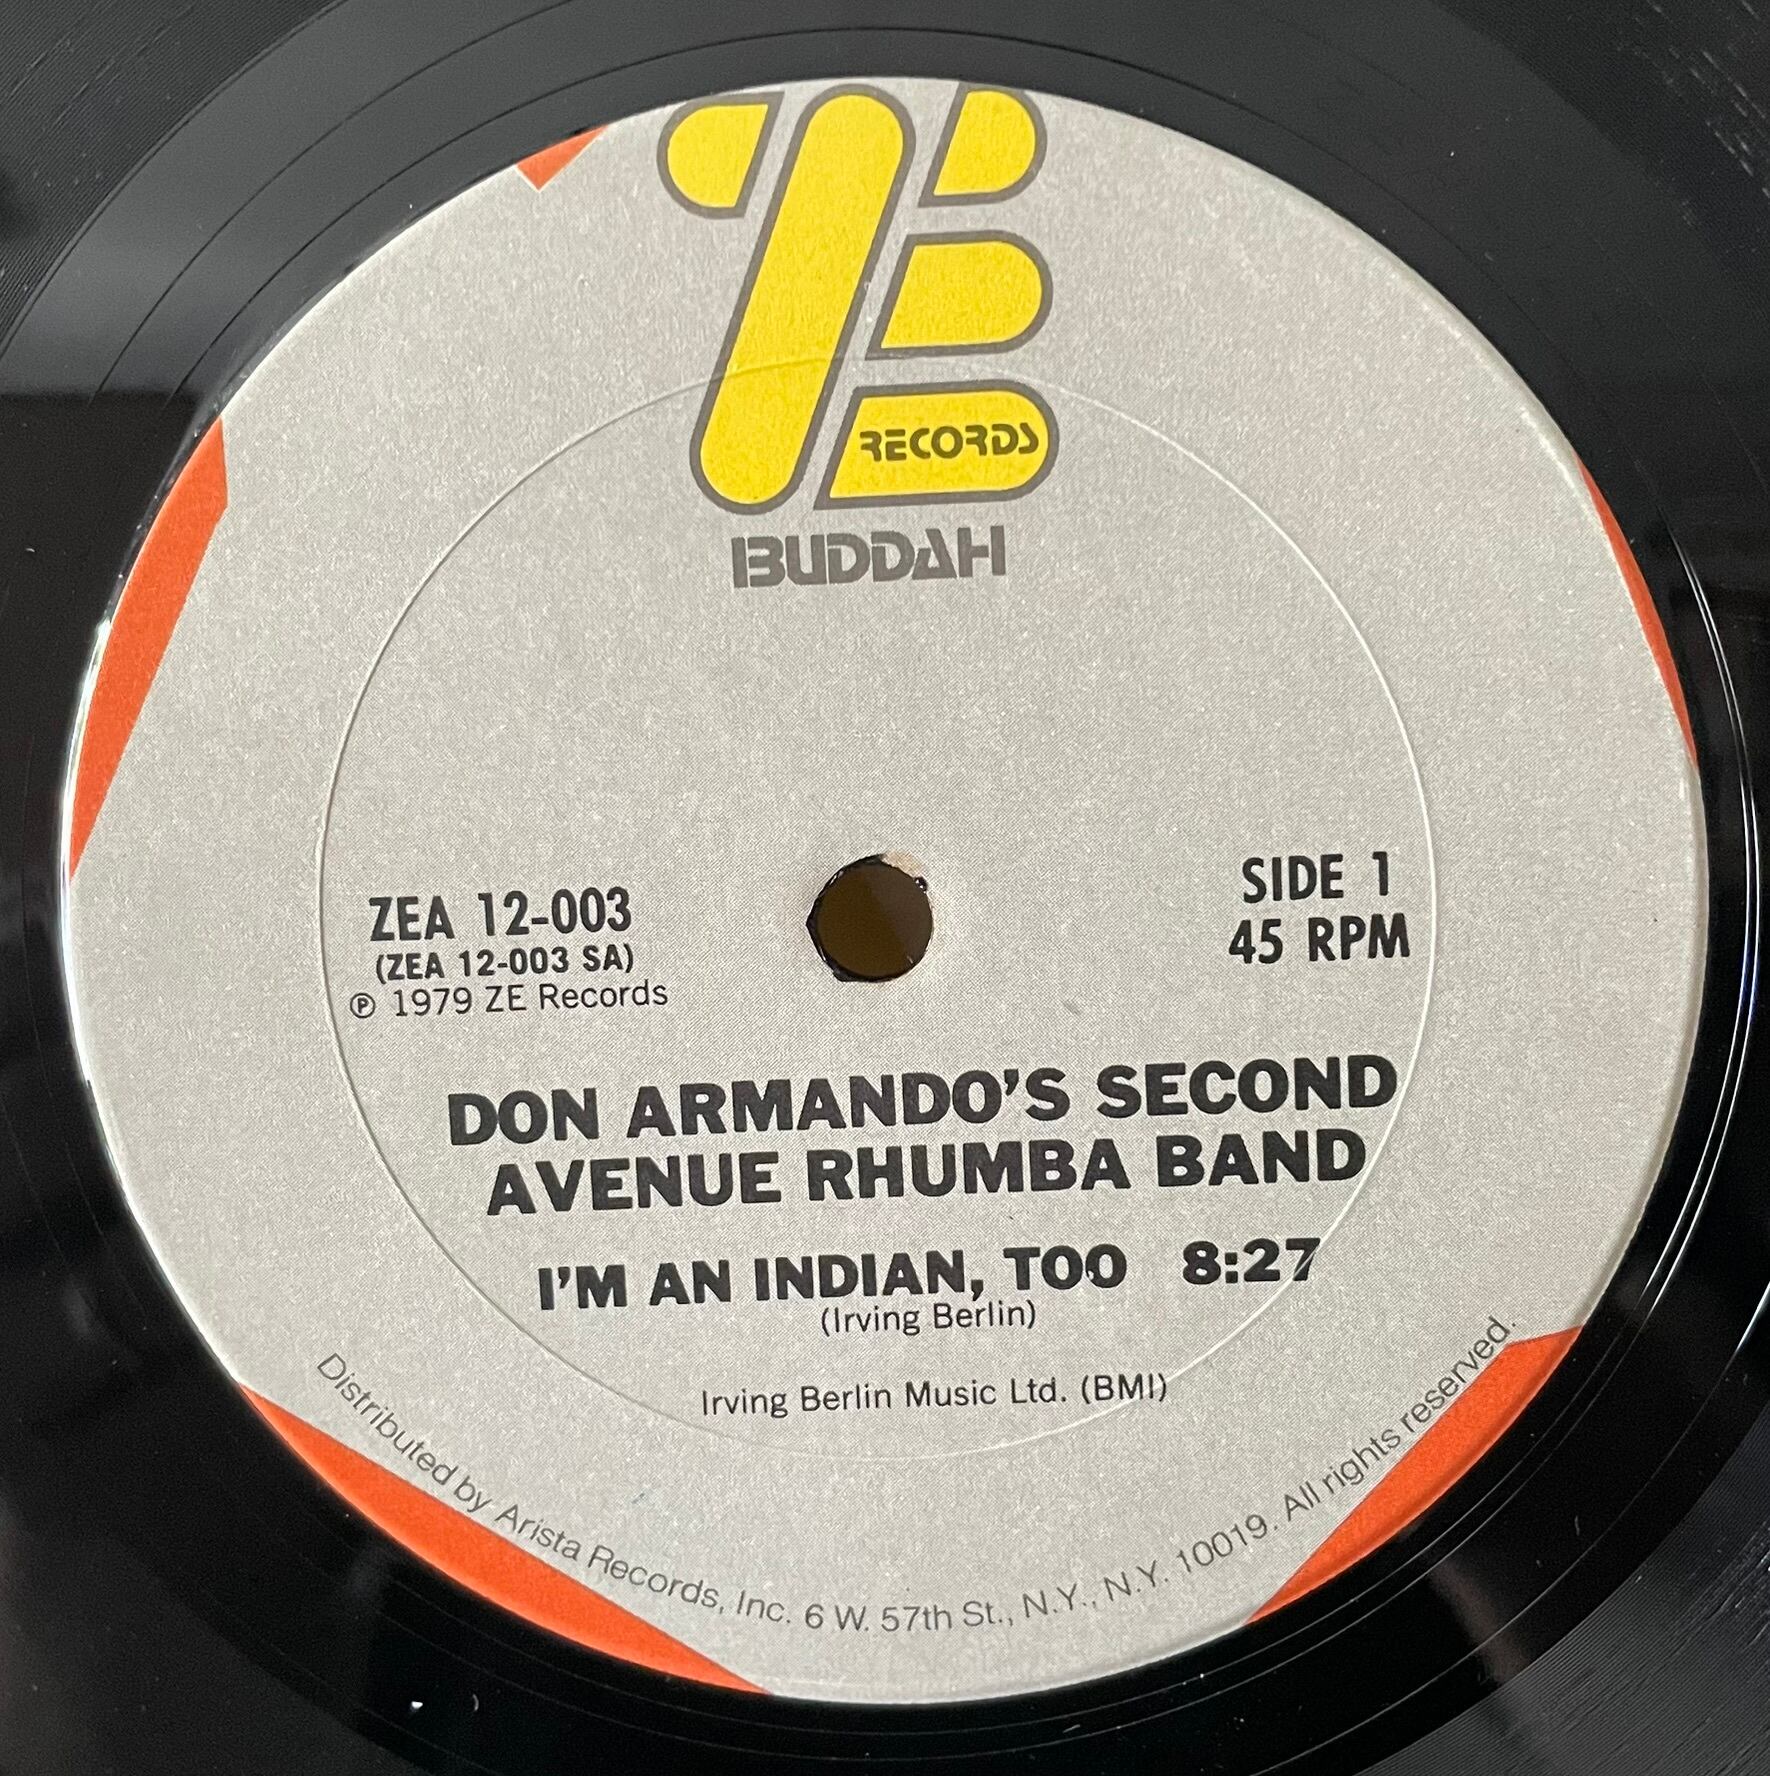 ZE
RECORDS
BUDDAH
ZEA 12-003
(ZEA 12-003 SA)
℗ 1979 ZE Records
SIDE 1
45 RPM
DON ARMANDO'S SECOND
AVENUE RHUMBA BAND
I'M AN INDIAN, TOO 8:27
(Irving Berlin)
Irving Berlin Music Ltd. (BMI)
Distributed by Arista Records, Inc. 6 W. 57th St., N.Y., N.Y. 10019. All rights reserved.